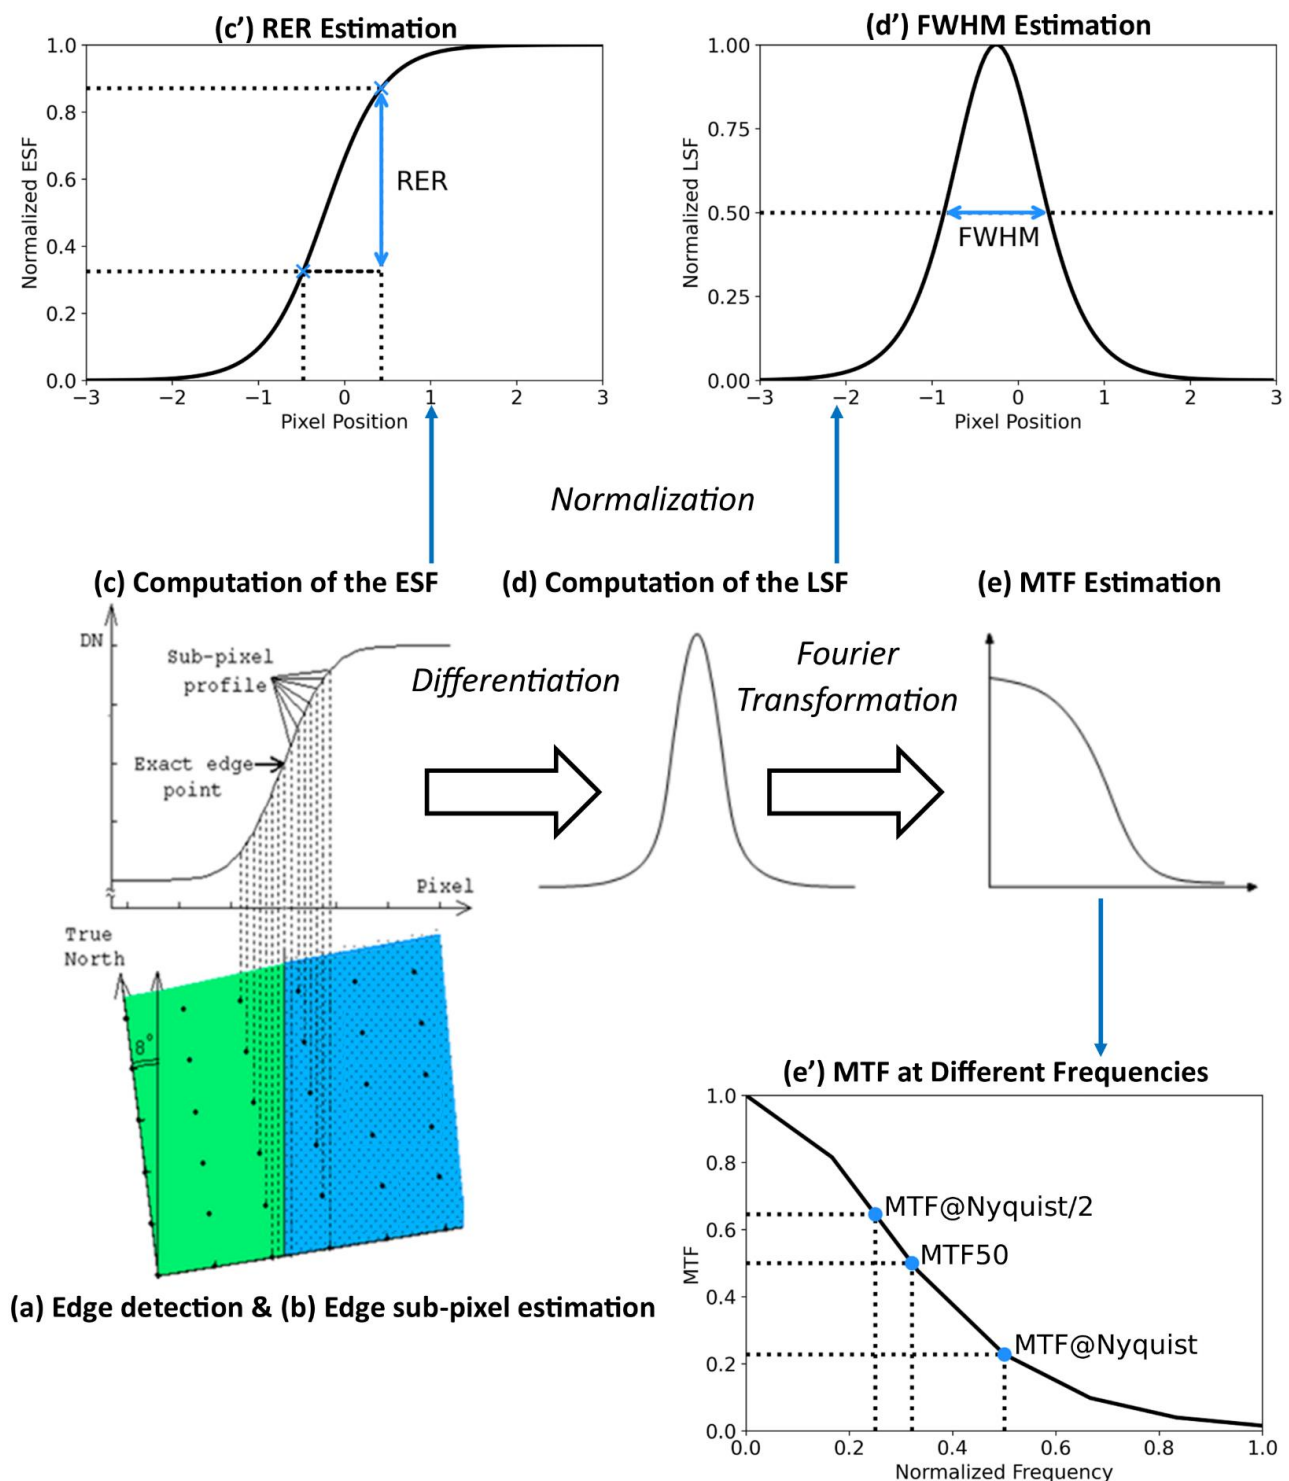 (c’) RER Estimation
1.0
0.8
0.6
0.4
0.2
0.0
Normalized ESF
RER
−3 −2 −1 0 1 2 3
Pixel Position
(d’) FWHM Estimation
1.00
0.75
0.50
0.25
0.00
Normalized LSF
FWHM
−3 −2 −1 0 1 2 3
Pixel Position
Normalization
(c) Computation of the ESF
DN
Sub-pixel
profile
Exact edge
point
Pixel
Differentiation
(d) Computation of the LSF
Fourier
Transformation
(e) MTF Estimation
True
North
8°
(a) Edge detection & (b) Edge sub-pixel estimation
(e’) MTF at Different Frequencies
1.0
0.8
0.6
0.4
0.2
0.0
MTF
MTF@Nyquist/2
MTF50
MTF@Nyquist
0.0 0.2 0.4 0.6 0.8 1.0
Normalized Frequency